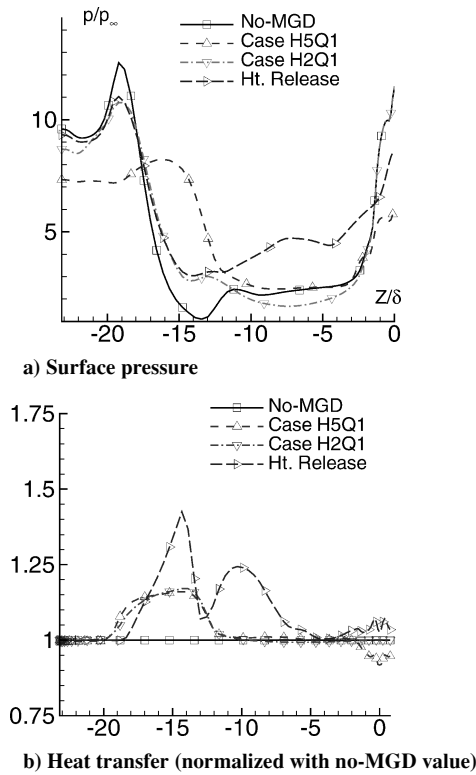 p/p∞
No-MGD
Case H5Q1
Case H2Q1
Ht. Release
10
5
Z/δ
-20 -15 -10 -5 0
a) Surface pressure
1.75
No-MGD
Case H5Q1
Case H2Q1
Ht. Release
1.5
1.25
1
0.75
-20 -15 -10 -5 0
b) Heat transfer (normalized with no-MGD value)